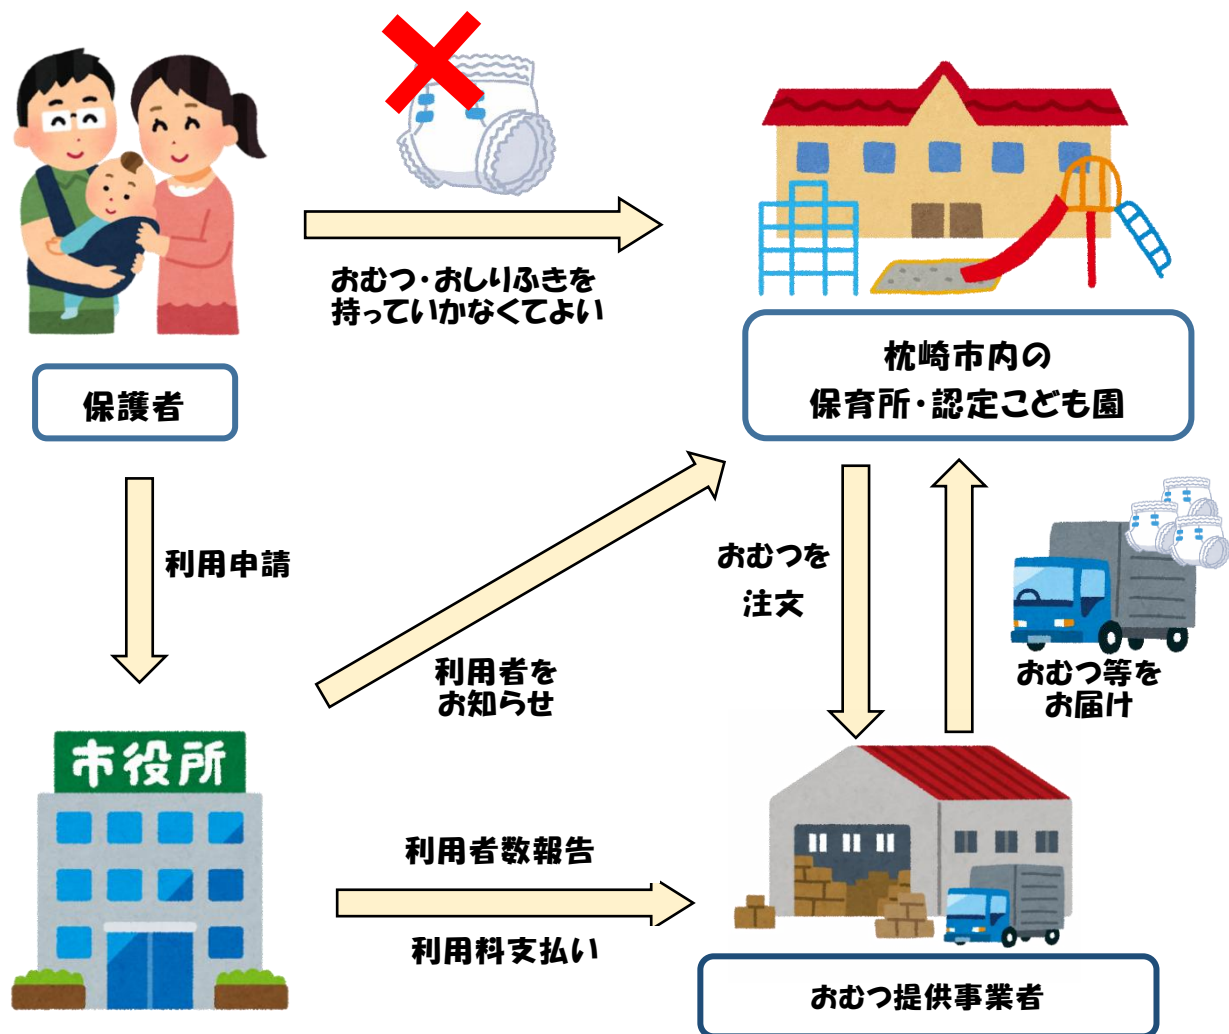 おむつ・おしりふきを
持っていかなくてよい
保護者
枕崎市内の
保育所・認定こども園
利用申請
おむつを
注文
利用者を
お知らせ
おむつ等を
お届け
市役所
利用者数報告
利用料支払い
おむつ提供事業者